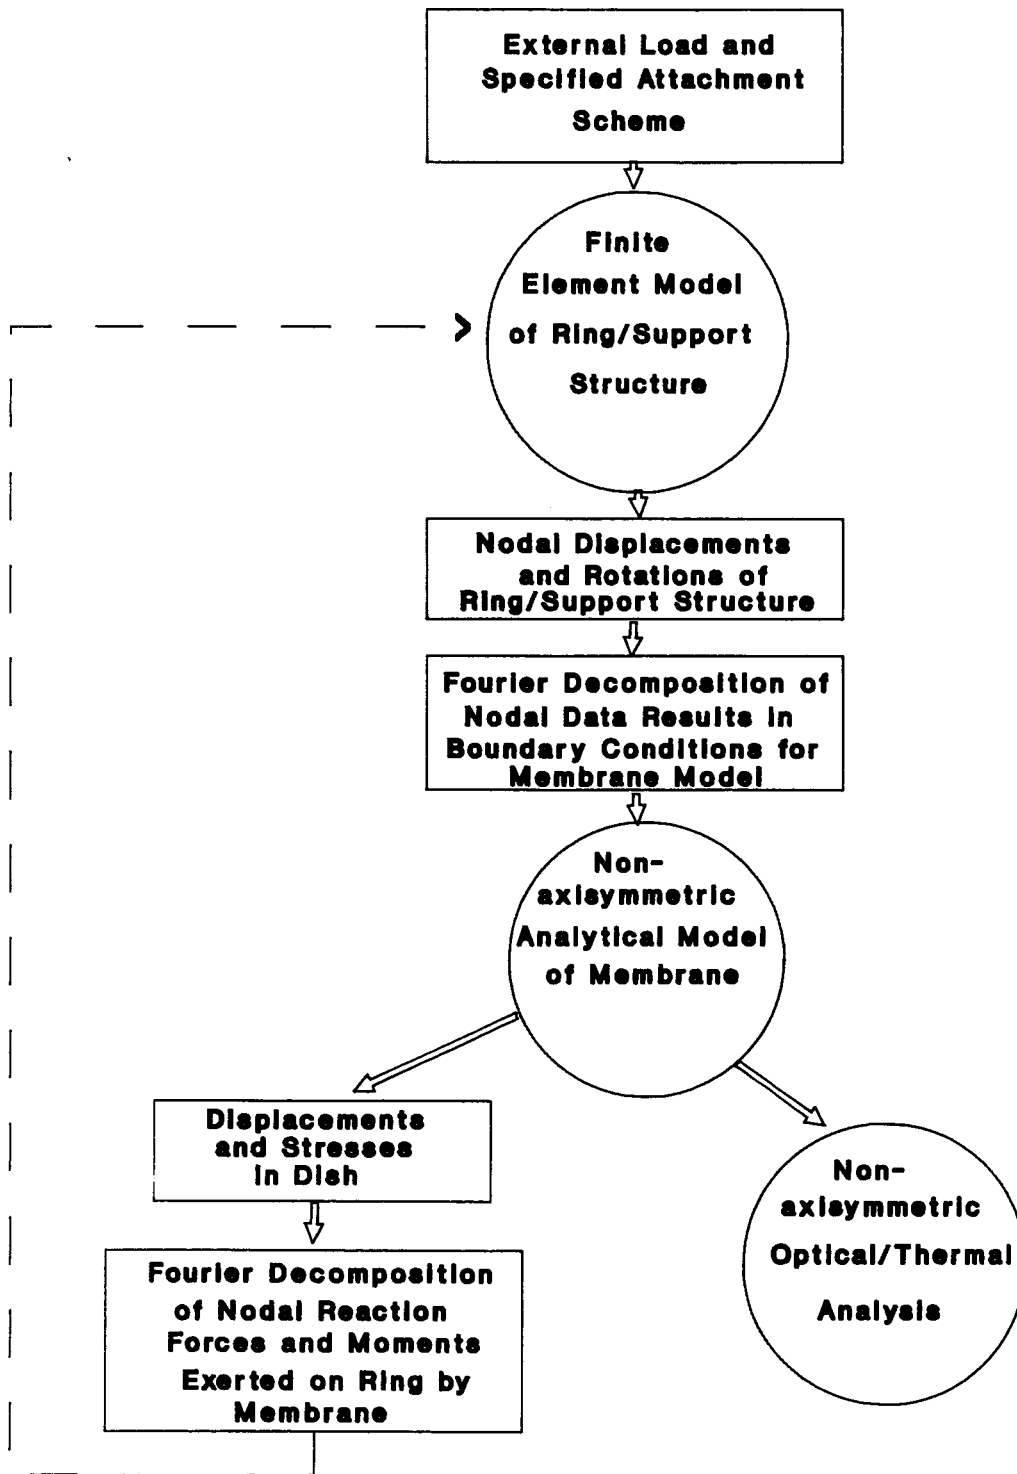 External Load and
Specified Attachment
Scheme
Finite
Element Model
of Ring/Support
Structure
Nodal Displacements
and Rotations of
Ring/Support Structure
Fourier Decomposition of
Nodal Data Results in
Boundary Conditions for
Membrane Model
Non-
axisymmetric
Analytical Model
of Membrane
Displacements
and Stresses
in Dish
Non-
axisymmetric
Optical/Thermal
Analysis
Fourier Decomposition
of Nodal Reaction
Forces and Moments
Exerted on Ring by
Membrane